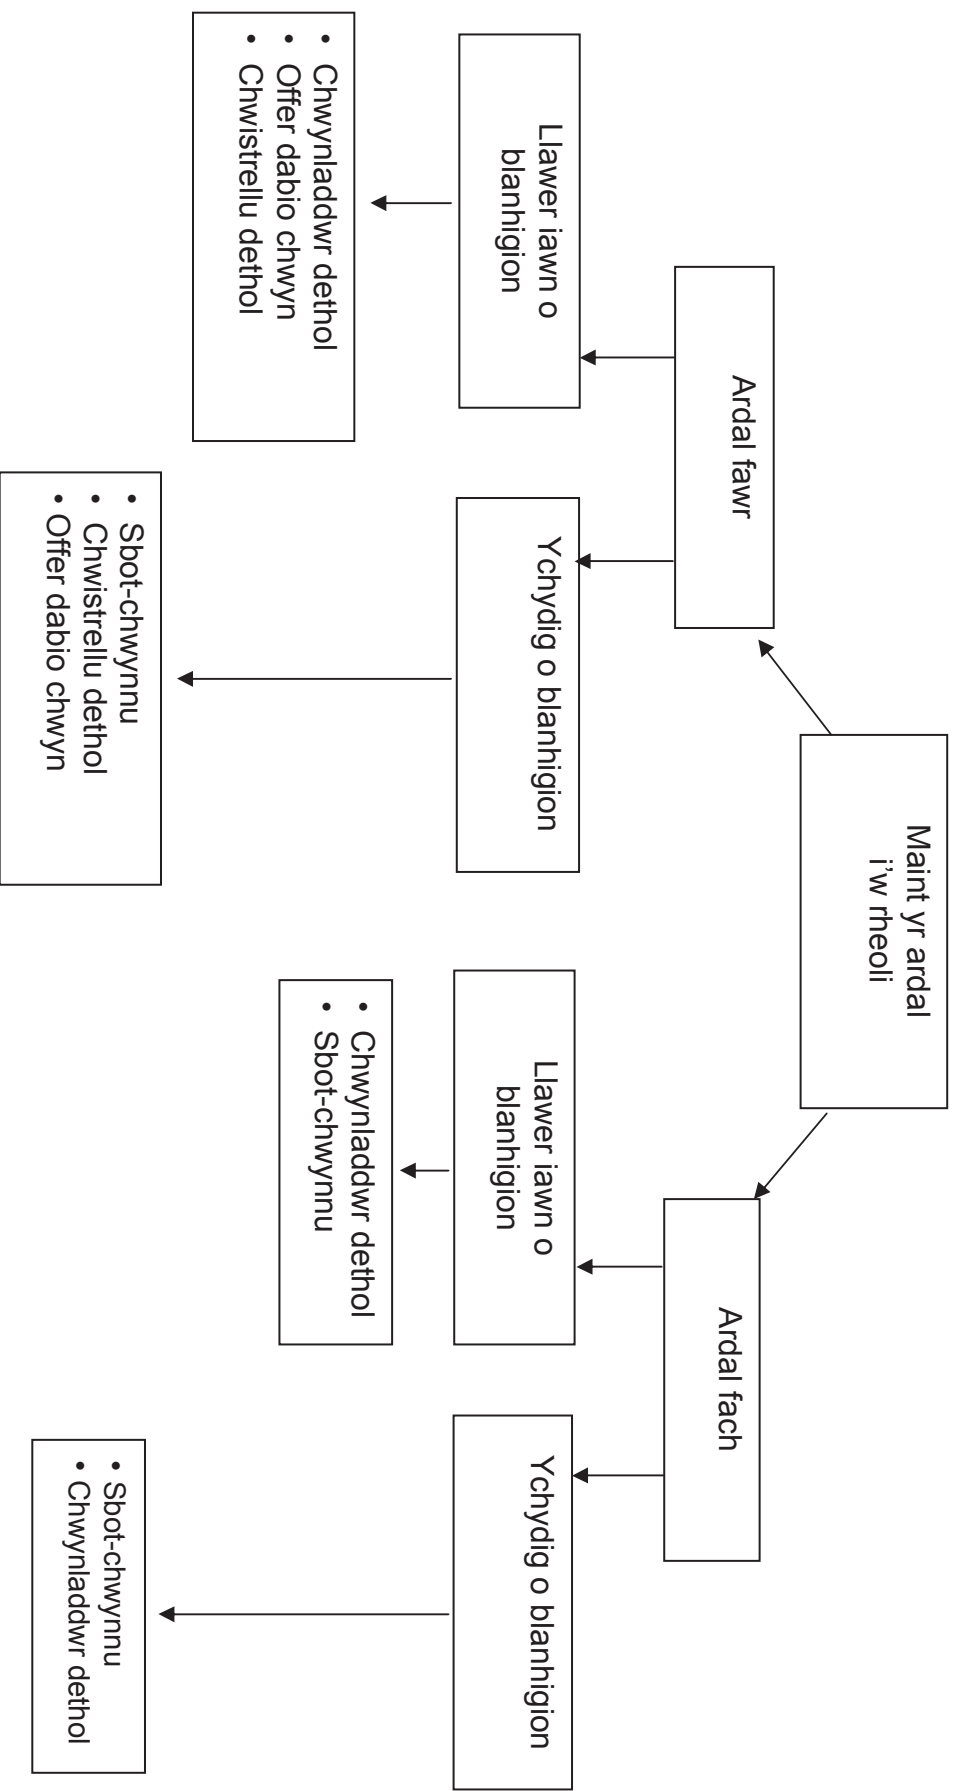 Maint yr ardal
i'w rheoli
Ardal fawr
Ardal fach
Llawer iawn o
blanhigion
Ychydig o blanhigion
Llawer iawn o
blanhigion
Ychydig o blanhigion
• Chwynladdwr dethol
• Offer dabio chwyn
• Chwistrellu dethol
• Sbot-chwynnu
• Chwistrellu dethol
• Offer dabio chwyn
• Chwynladdwr dethol
• Sbot-chwynnu
• Sbot-chwynnu
• Chwynladdwr dethol